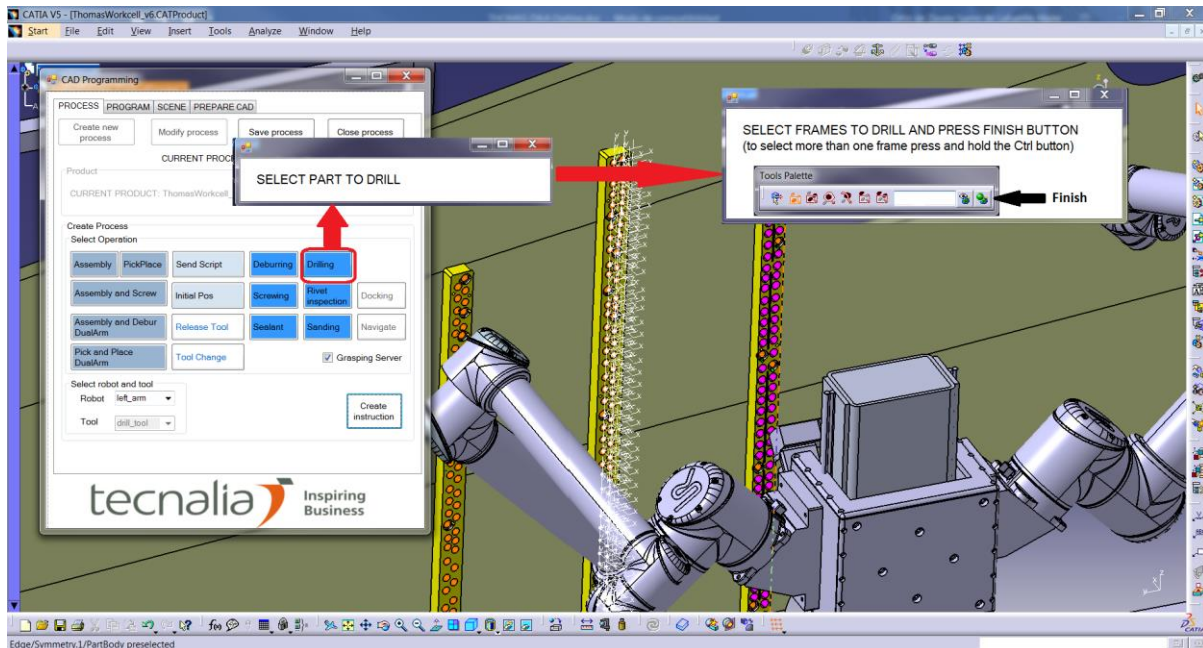 CATIA V5 - [ThomasWorkcell_v6.CATProduct]
Start File Edit View Insert Tools Analyze Window Help
CAD Programming
PROCESS PROGRAM SCENE PREPARE CAD
Create new process
Modify process
Save process
Close process
CURRENT PROCE
Product
CURRENT PRODUCT: ThomasWorkcell_
SELECT PART TO DRILL
SELECT FRAMES TO DRILL AND PRESS FINISH BUTTON
(to select more than one frame press and hold the Ctrl button)
Tools Palette
Finish
Create Process
Select Operation
Assembly PickPlace Send Script Deburring Drilling
Assembly and Screw Initial Pos Screwing Rivet inspection Docking
Assembly and Debur DualArm Release Tool Sealant Sanding Navigate
Pick and Place DualArm Tool Change Grasping Server
Select robot and tool
Robot left_arm
Tool drill_tool
Create instruction
tecnalia Inspiring Business
Edge/Symmetry.1/PartBody preselected